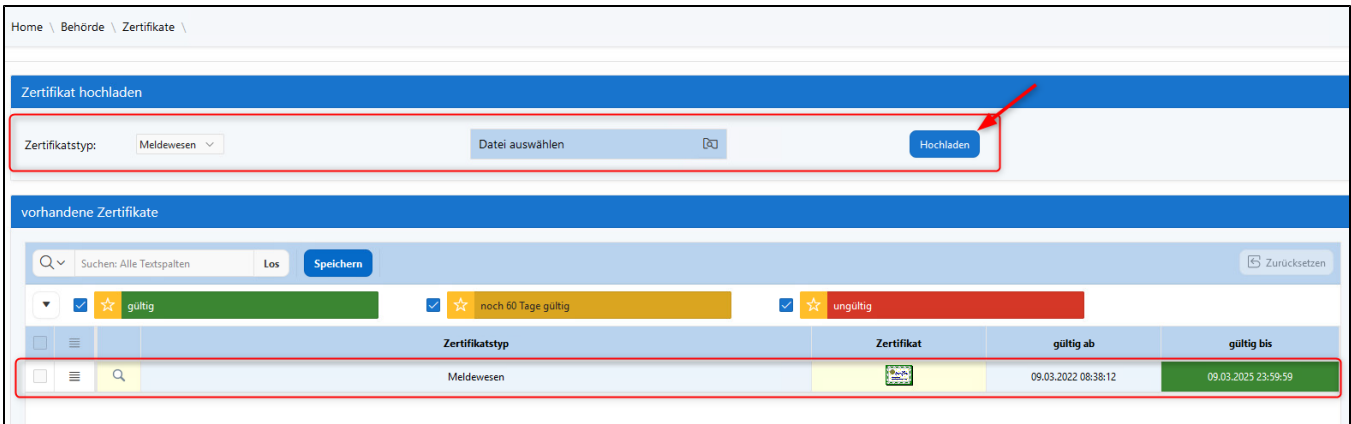 Home \ Behörde \ Zertifikate \
Zertifikat hochladen
Zertifikatstyp: Meldewesen Datei auswählen Hochladen
vorhandene Zertifikate
Suchen: Alle Textspalten Los Speichern Zurücksetzen
gültig noch 60 Tage gültig ungültig
Zertifikatstyp Zertifikat gültig ab gültig bis
Meldewesen 09.03.2022 08:38:12 09.03.2025 23:59:59